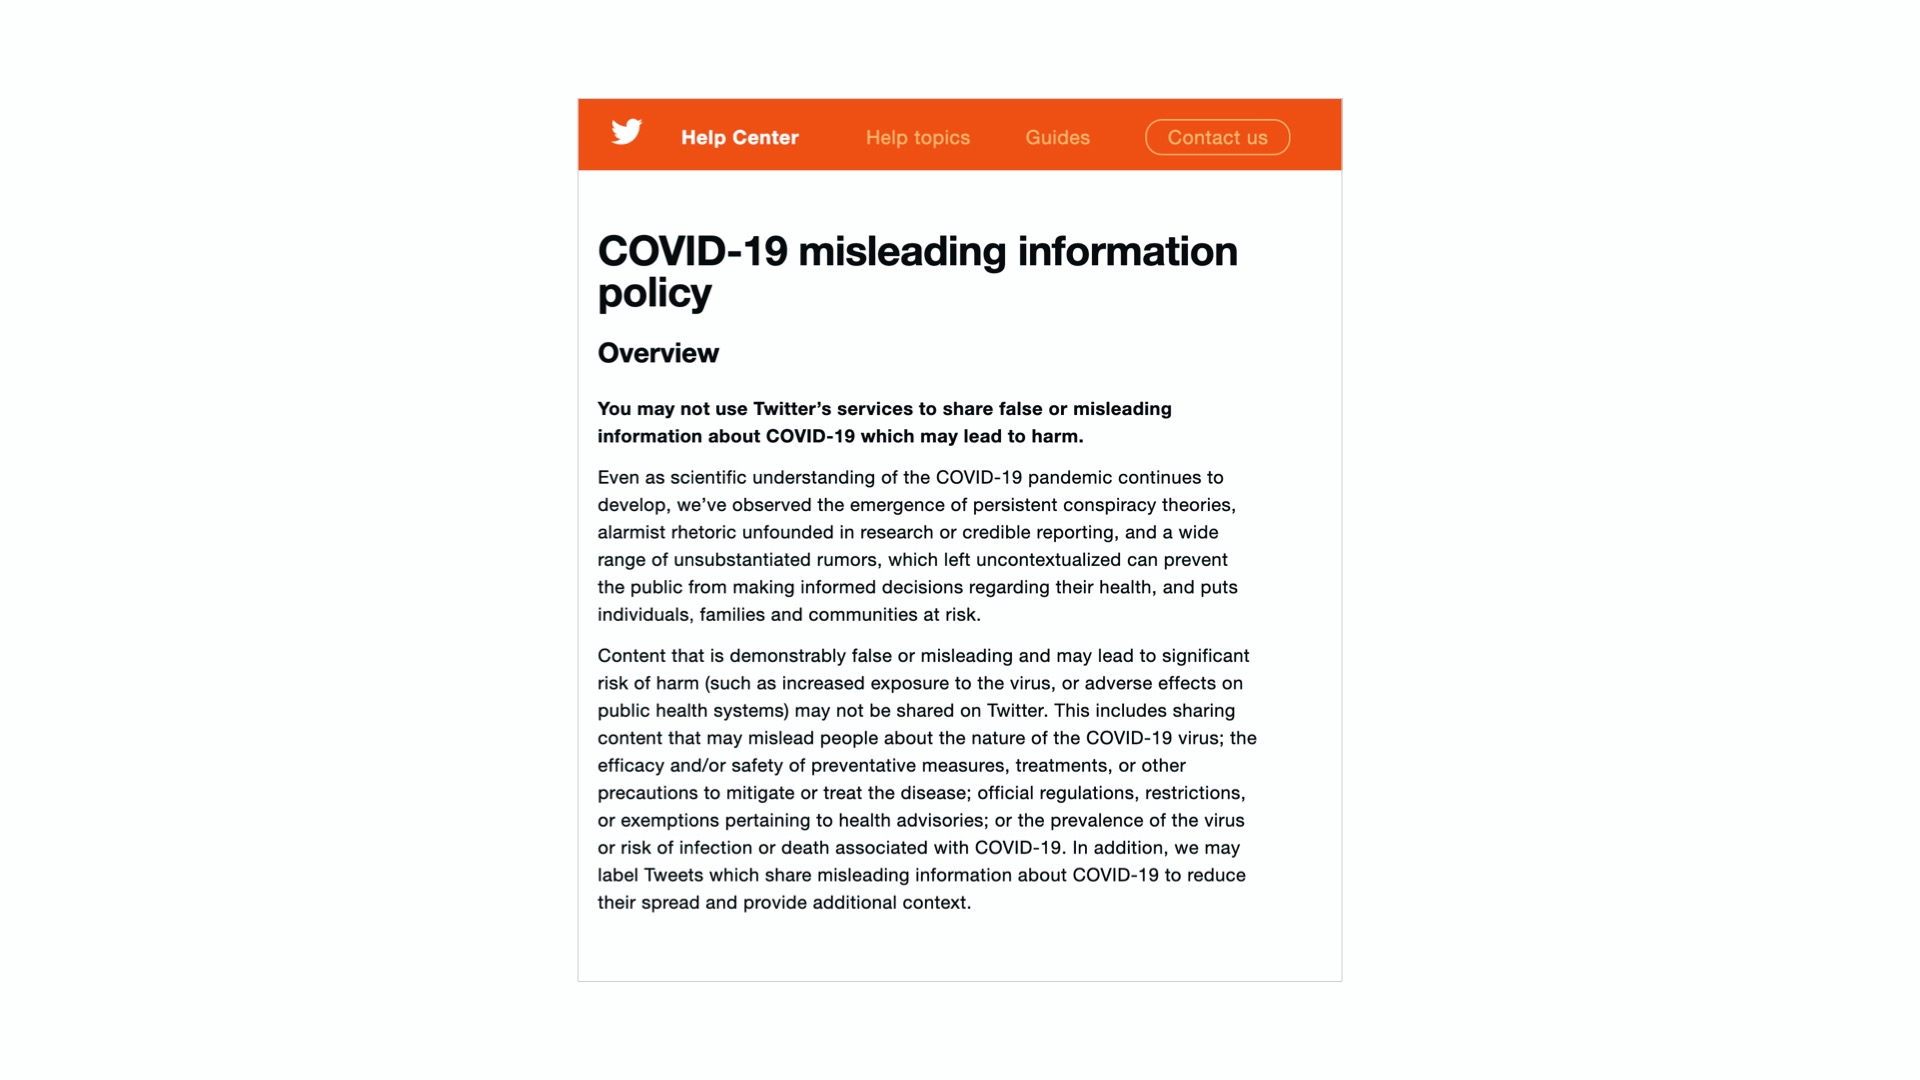 Help Center Help topics Guides Contact us
COVID-19 misleading information
policy
Overview
You may not use Twitter’s services to share false or misleading
information about COVID-19 which may lead to harm.
Even as scientific understanding of the COVID-19 pandemic continues to
develop, we’ve observed the emergence of persistent conspiracy theories,
alarmist rhetoric unfounded in research or credible reporting, and a wide
range of unsubstantiated rumors, which left uncontextualized can prevent
the public from making informed decisions regarding their health, and puts
individuals, families and communities at risk.
Content that is demonstrably false or misleading and may lead to significant
risk of harm (such as increased exposure to the virus, or adverse effects on
public health systems) may not be shared on Twitter. This includes sharing
content that may mislead people about the nature of the COVID-19 virus; the
efficacy and/or safety of preventative measures, treatments, or other
precautions to mitigate or treat the disease; official regulations, restrictions,
or exemptions pertaining to health advisories; or the prevalence of the virus
or risk of infection or death associated with COVID-19. In addition, we may
label Tweets which share misleading information about COVID-19 to reduce
their spread and provide additional context.